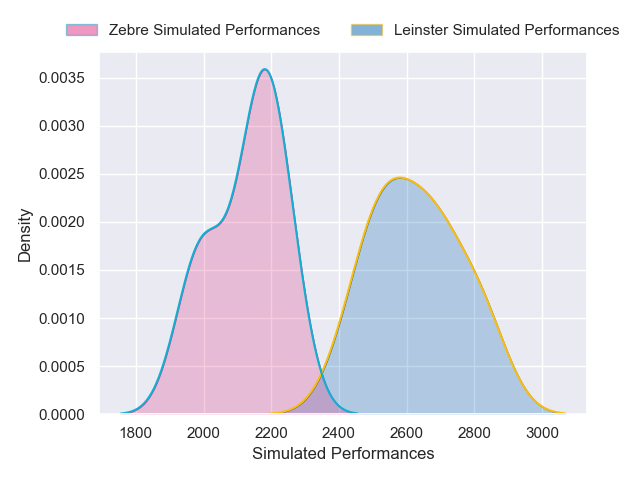 Zebre Simulated Performances Leinster Simulated Performances
0.0035
0.0030
0.0025
0.0020
0.0015
0.0010
0.0005
0.0000
Density
1800 2000 2200 2400 2600 2800 3000
Simulated Performances